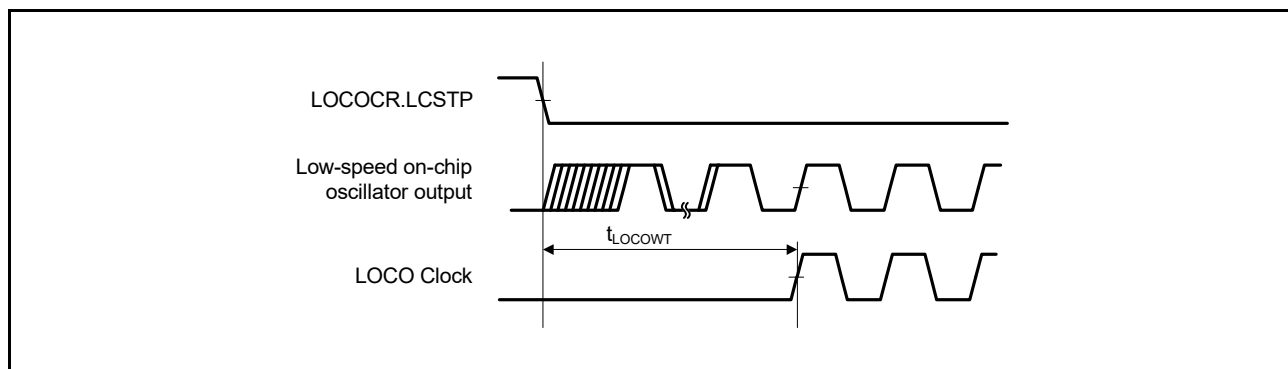 LOCOCR.LCSTP
Low-speed on-chip
oscillator output
tLOCOWT
LOCO Clock